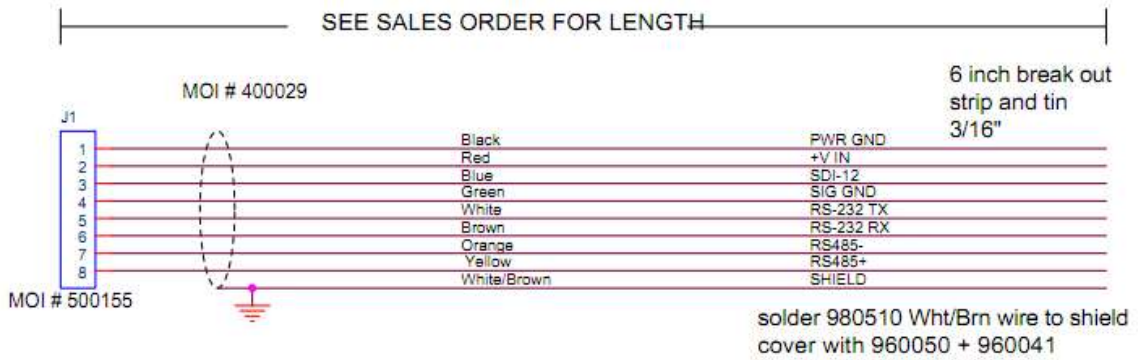 SEE SALES ORDER FOR LENGTH
6 inch break out
strip and tin
3/16"
MOI # 400029
J1
1 Black PWR GND
2 Red +V IN
3 Blue SDI-12
4 Green SIG GND
5 White RS-232 TX
6 Brown RS-232 RX
7 Orange RS485-
8 Yellow RS485+
White/Brown SHIELD
MOI # 500155
solder 980510 Wht/Brn wire to shield
cover with 960050 + 960041